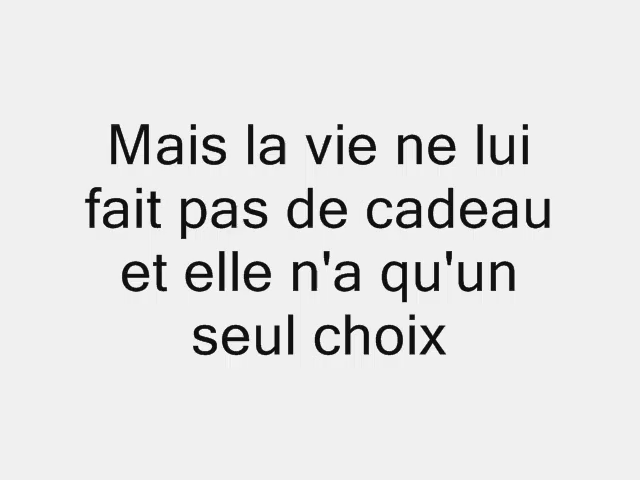 Mais la vie ne lui
fait pas de cadeau
et elle n'a qu'un
seul choix